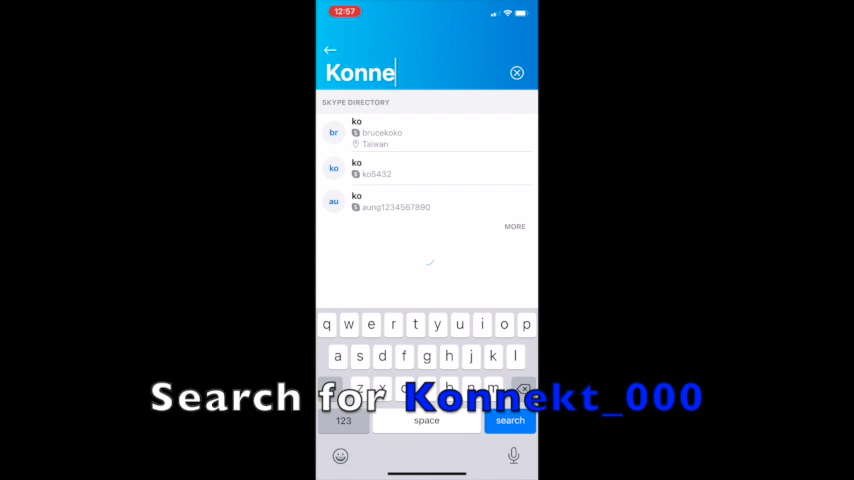 12:57
Konne
SKYPE DIRECTORY
br
ko
brucekoko
Taiwan
ko
ko
ko5432
au
ko
aung1234567890
MORE
q w e r t y u i o p
a s d f g h j k l
z x c b n m
Search for Konnekt_000
123 space search